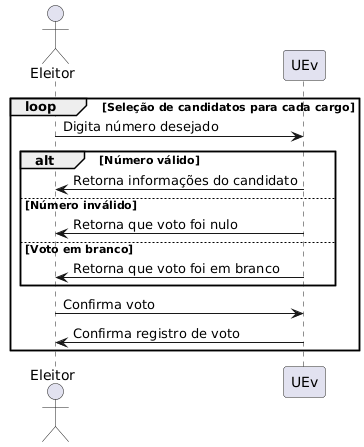 Eleitor
UEv
loop [Seleção de candidatos para cada cargo]
Digita número desejado
alt [Número válido]
Retorna informações do candidato
[Número inválido]
Retorna que voto foi nulo
[Voto em branco]
Retorna que voto foi em branco
Confirma voto
Confirma registro de voto
Eleitor
UEv